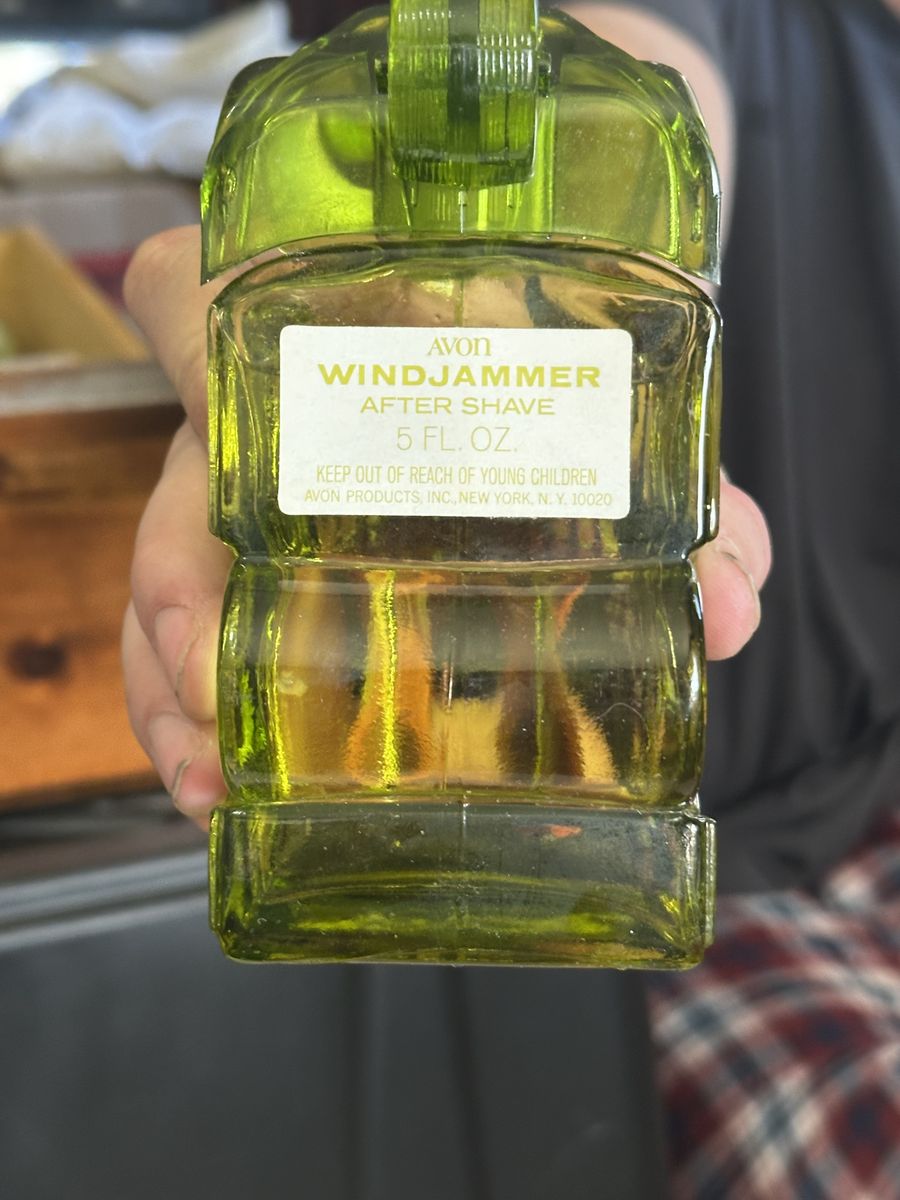 AVON
WINDJAMMER
AFTER SHAVE
5 FL. OZ.
KEEP OUT OF REACH OF YOUNG CHILDREN
AVON PRODUCTS, INC., NEW YORK, N. Y. 10020